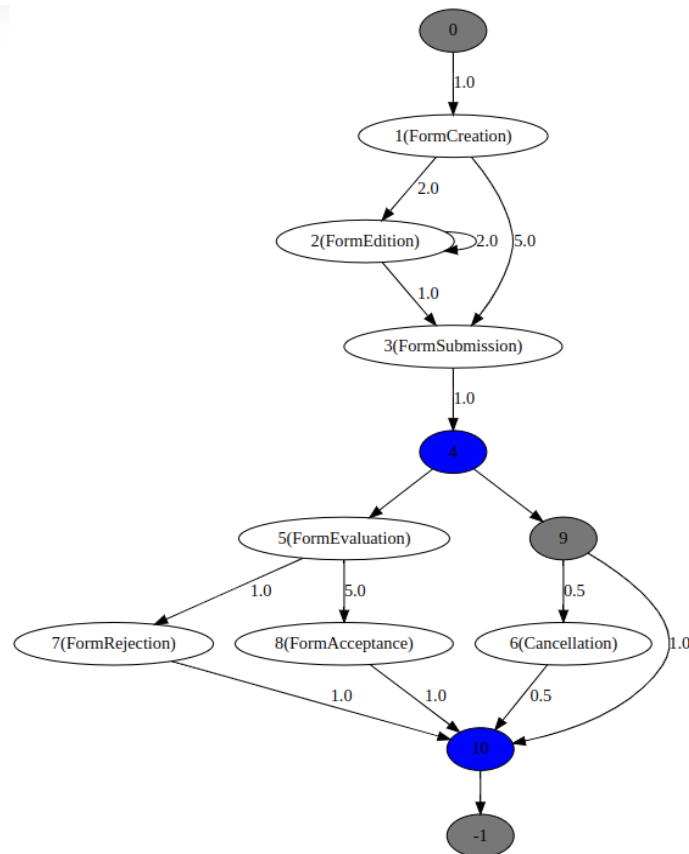 0
1.0
1(FormCreation)
2.0
2(FormEdition)
2.0
5.0
1.0
3(FormSubmission)
1.0
4
5(FormEvaluation)
9
1.0
5.0
0.5
7(FormRejection)
8(FormAcceptance)
6(Cancellation)
1.0
1.0
1.0
0.5
10
-1